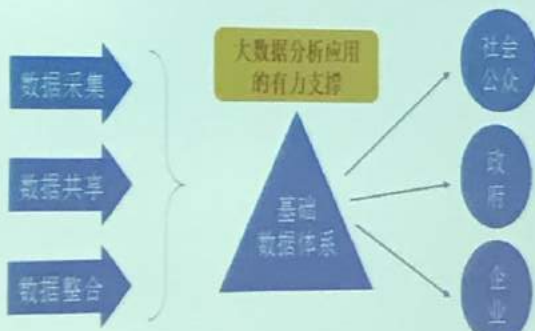 数据采集
数据共享
数据整合
大数据分析应用
的有力支撑
基础
数据体系
社会
公众
政
府
企
业